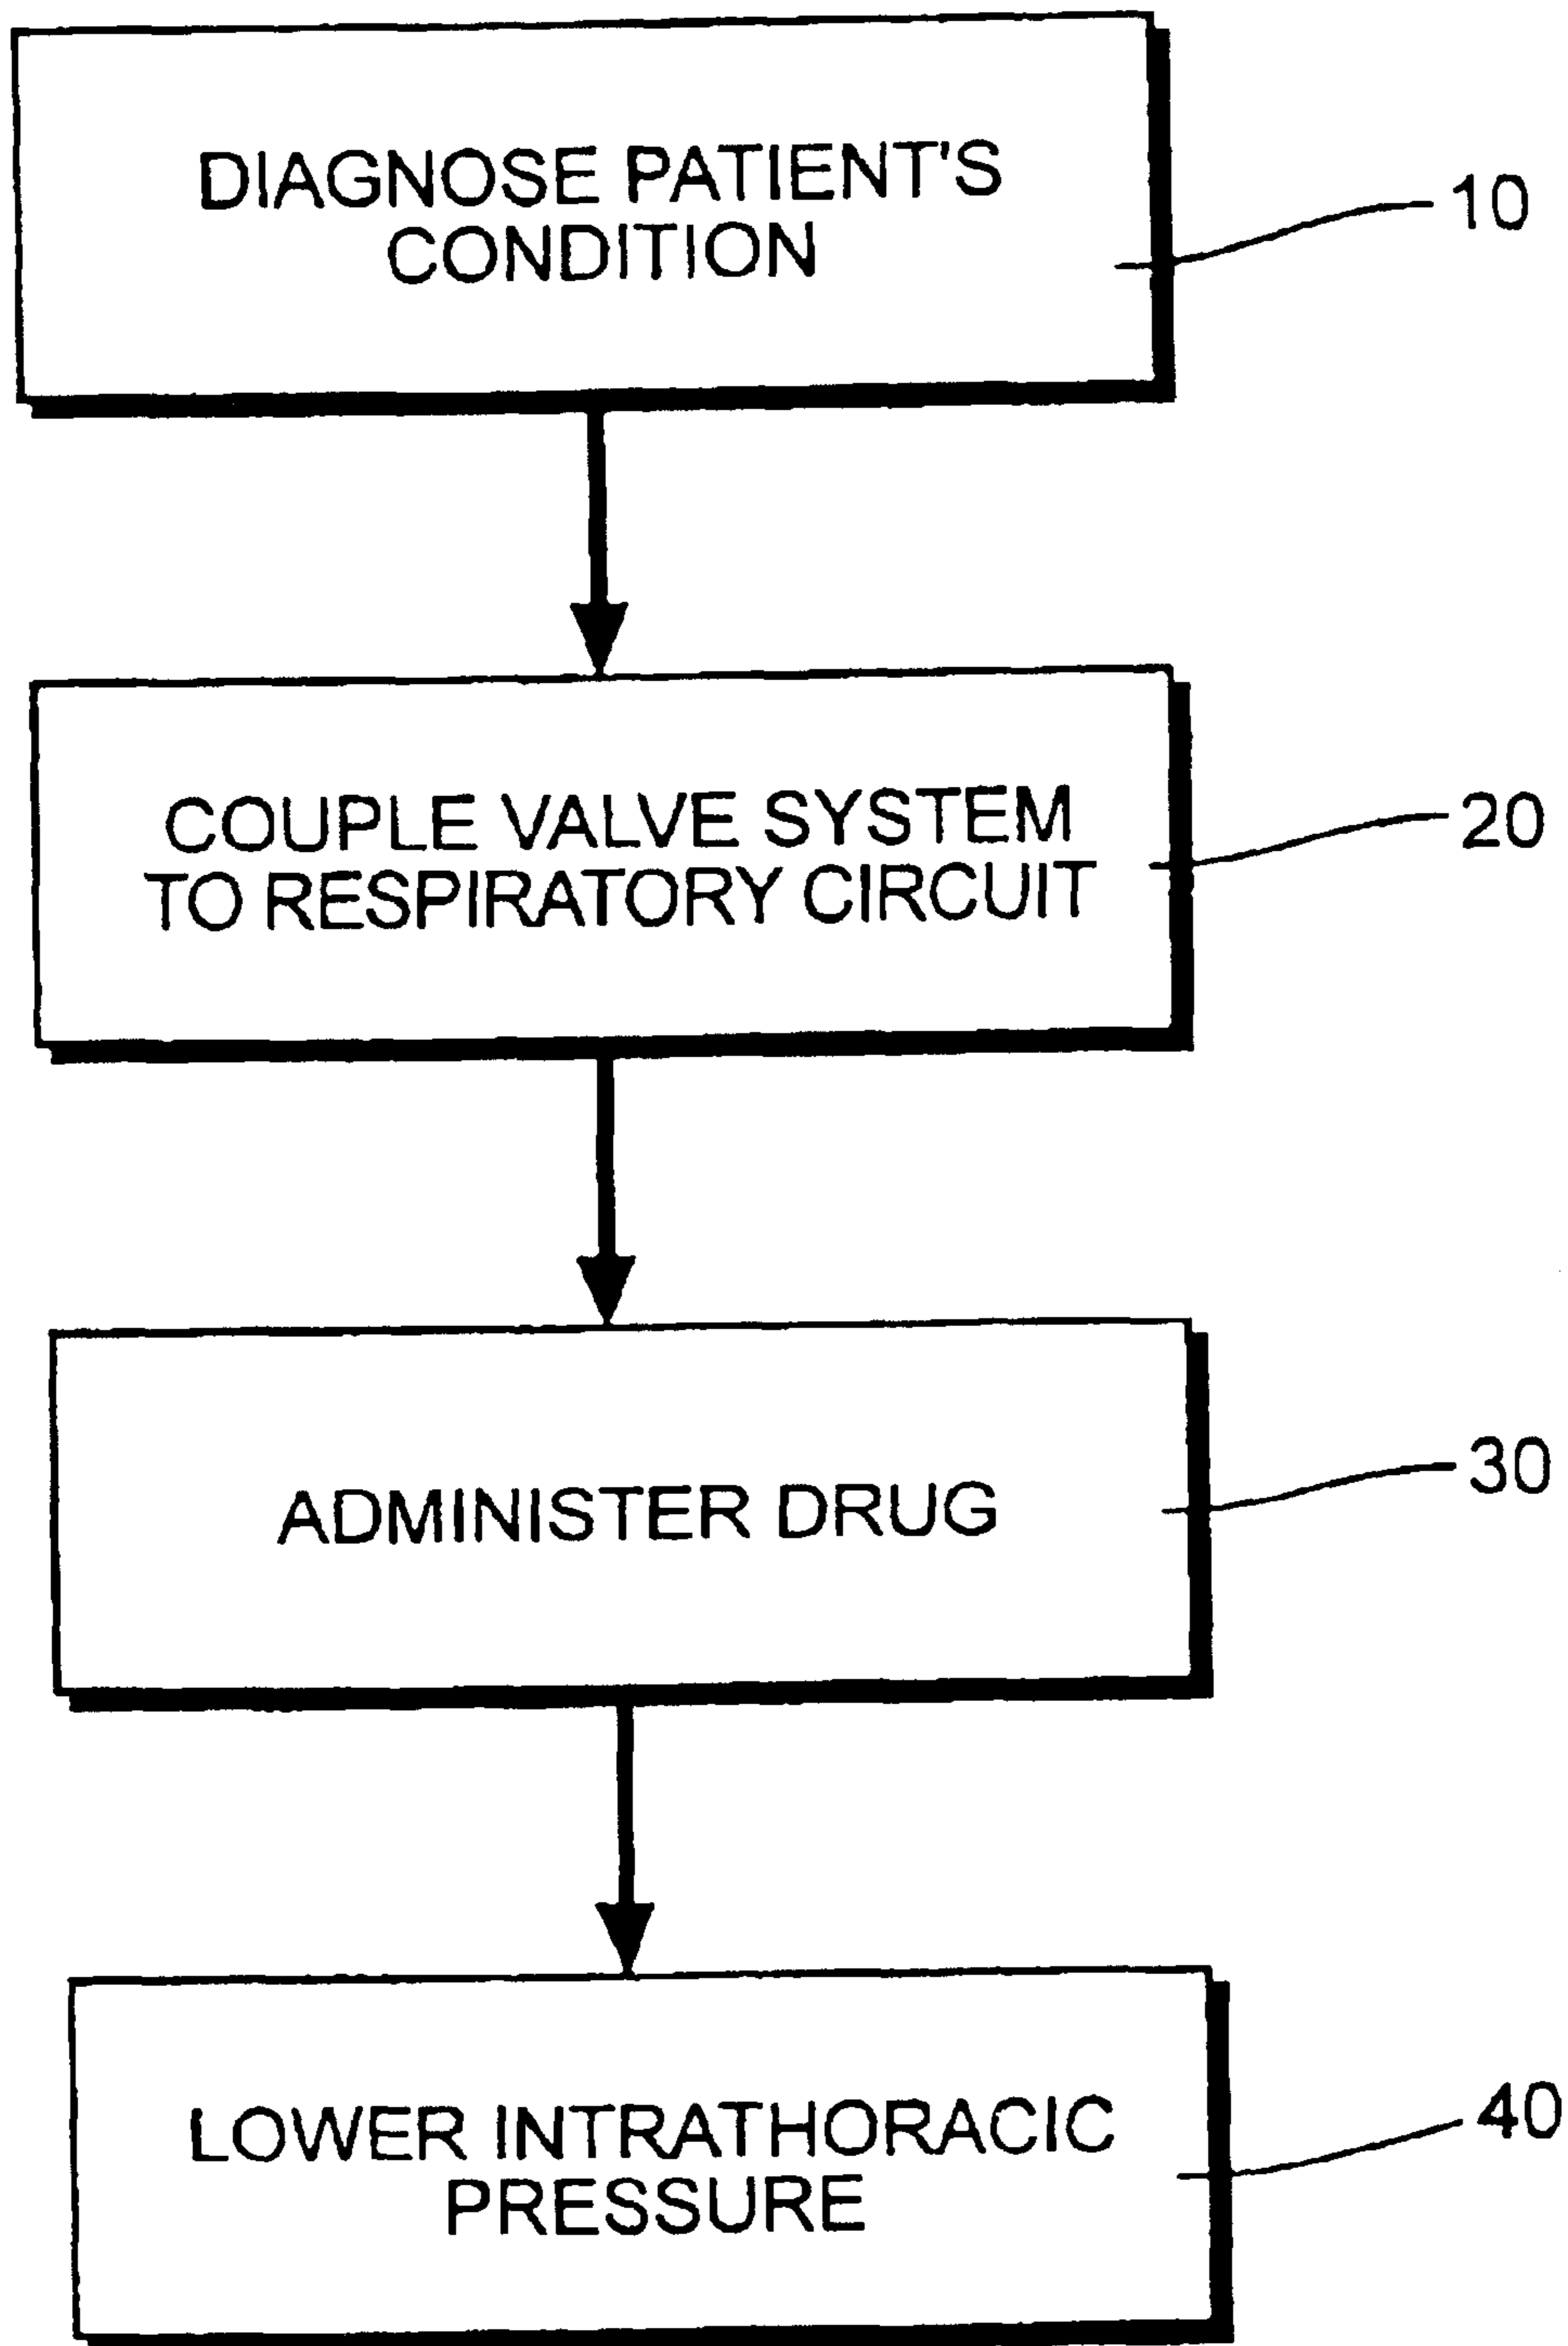 DIAGNOSE PATIENT'S
CONDITION
10
COUPLE VALVE SYSTEM
TO RESPIRATORY CIRCUIT
20
ADMINISTER DRUG
30
LOWER INTRATHORACIC
PRESSURE
40